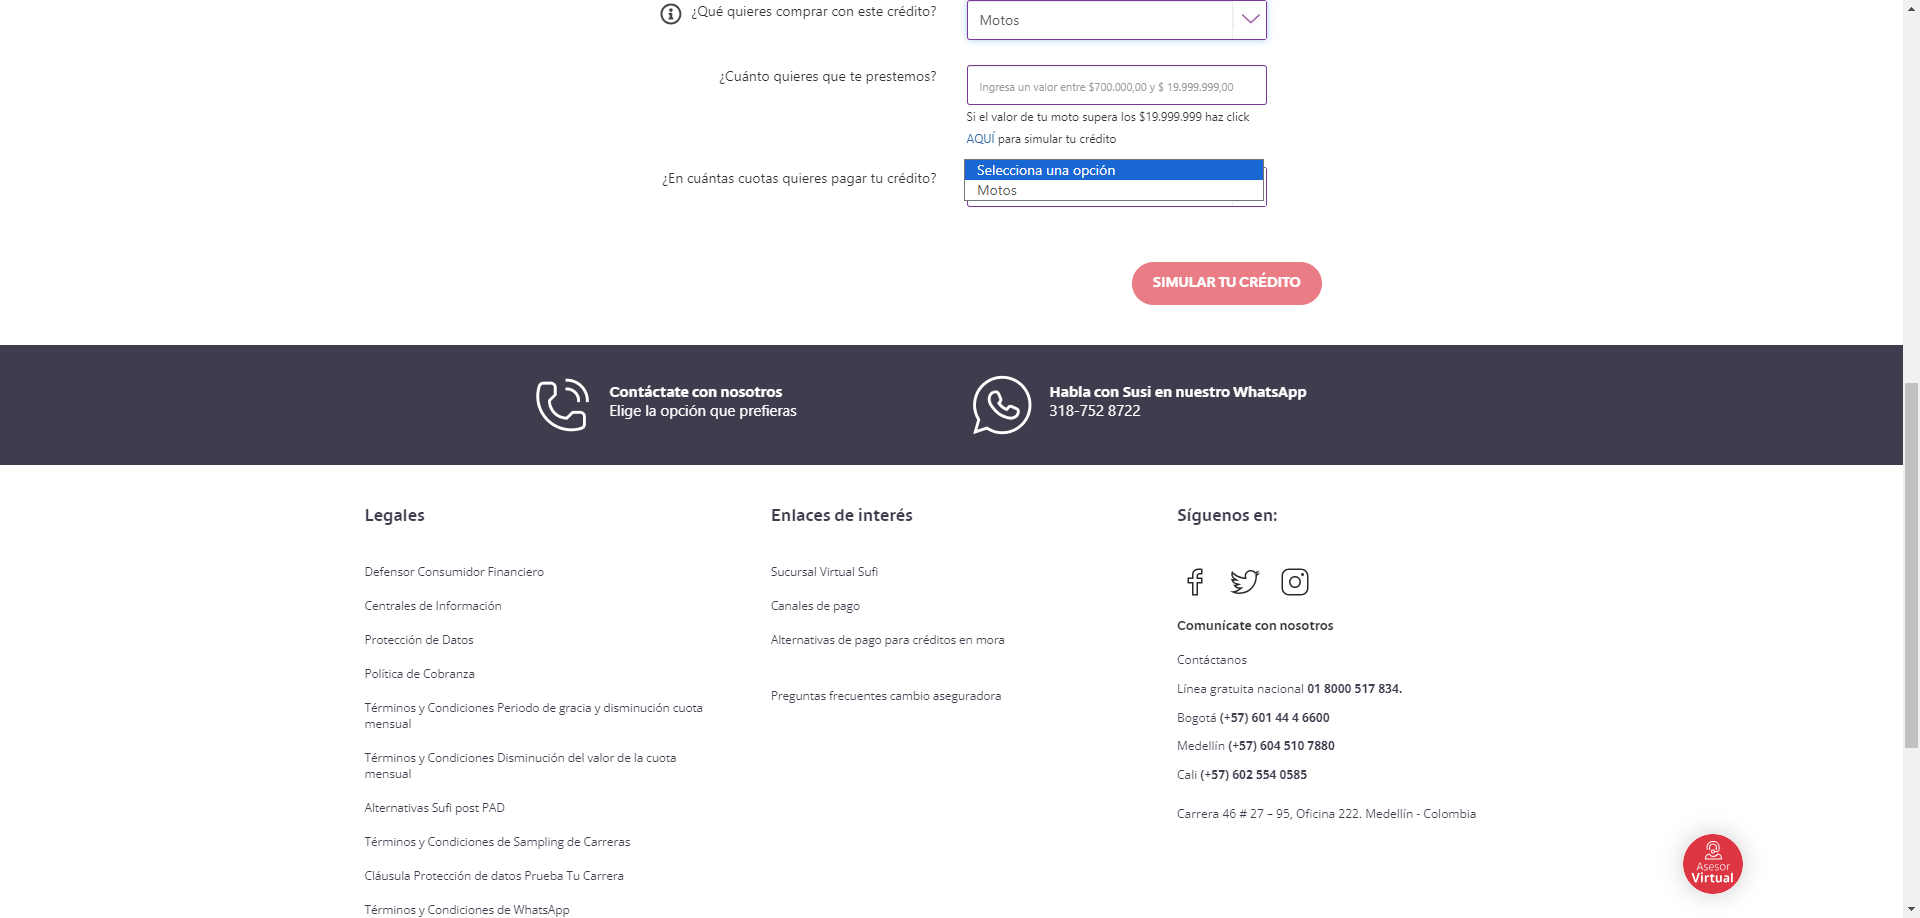 ¿Qué quieres comprar con este crédito?
Motos
¿Cuánto quieres que te prestemos?
Ingresa un valor entre $700.000,00 y $ 19.999.999,00
Si el valor de tu moto supera los $19.999.999 haz click
AQUÍ para simular tu crédito
¿En cuántas cuotas quieres pagar tu crédito?
Selecciona una opción
Motos
SIMULAR TU CRÉDITO
Contáctate con nosotros
Elige la opción que prefieras
Habla con Susi en nuestro WhatsApp
318-752 8722
Legales
Defensor Consumidor Financiero
Centrales de Información
Protección de Datos
Política de Cobranza
Términos y Condiciones Periodo de gracia y disminución cuota
mensual
Términos y Condiciones Disminución del valor de la cuota
mensual
Alternativas Sufi post PAD
Términos y Condiciones de Sampling de Carreras
Cláusula Protección de datos Prueba Tu Carrera
Términos y Condiciones de WhatsApp
Enlaces de interés
Sucursal Virtual Sufi
Canales de pago
Alternativas de pago para créditos en mora
Preguntas frecuentes cambio aseguradora
Síguenos en:
Comunícate con nosotros
Contáctanos
Línea gratuita nacional 01 8000 517 834.
Bogotá (+57) 601 44 4 6600
Medellín (+57) 604 510 7880
Cali (+57) 602 554 0585
Carrera 46 # 27 – 95, Oficina 222. Medellín - Colombia
Asesor
Virtual